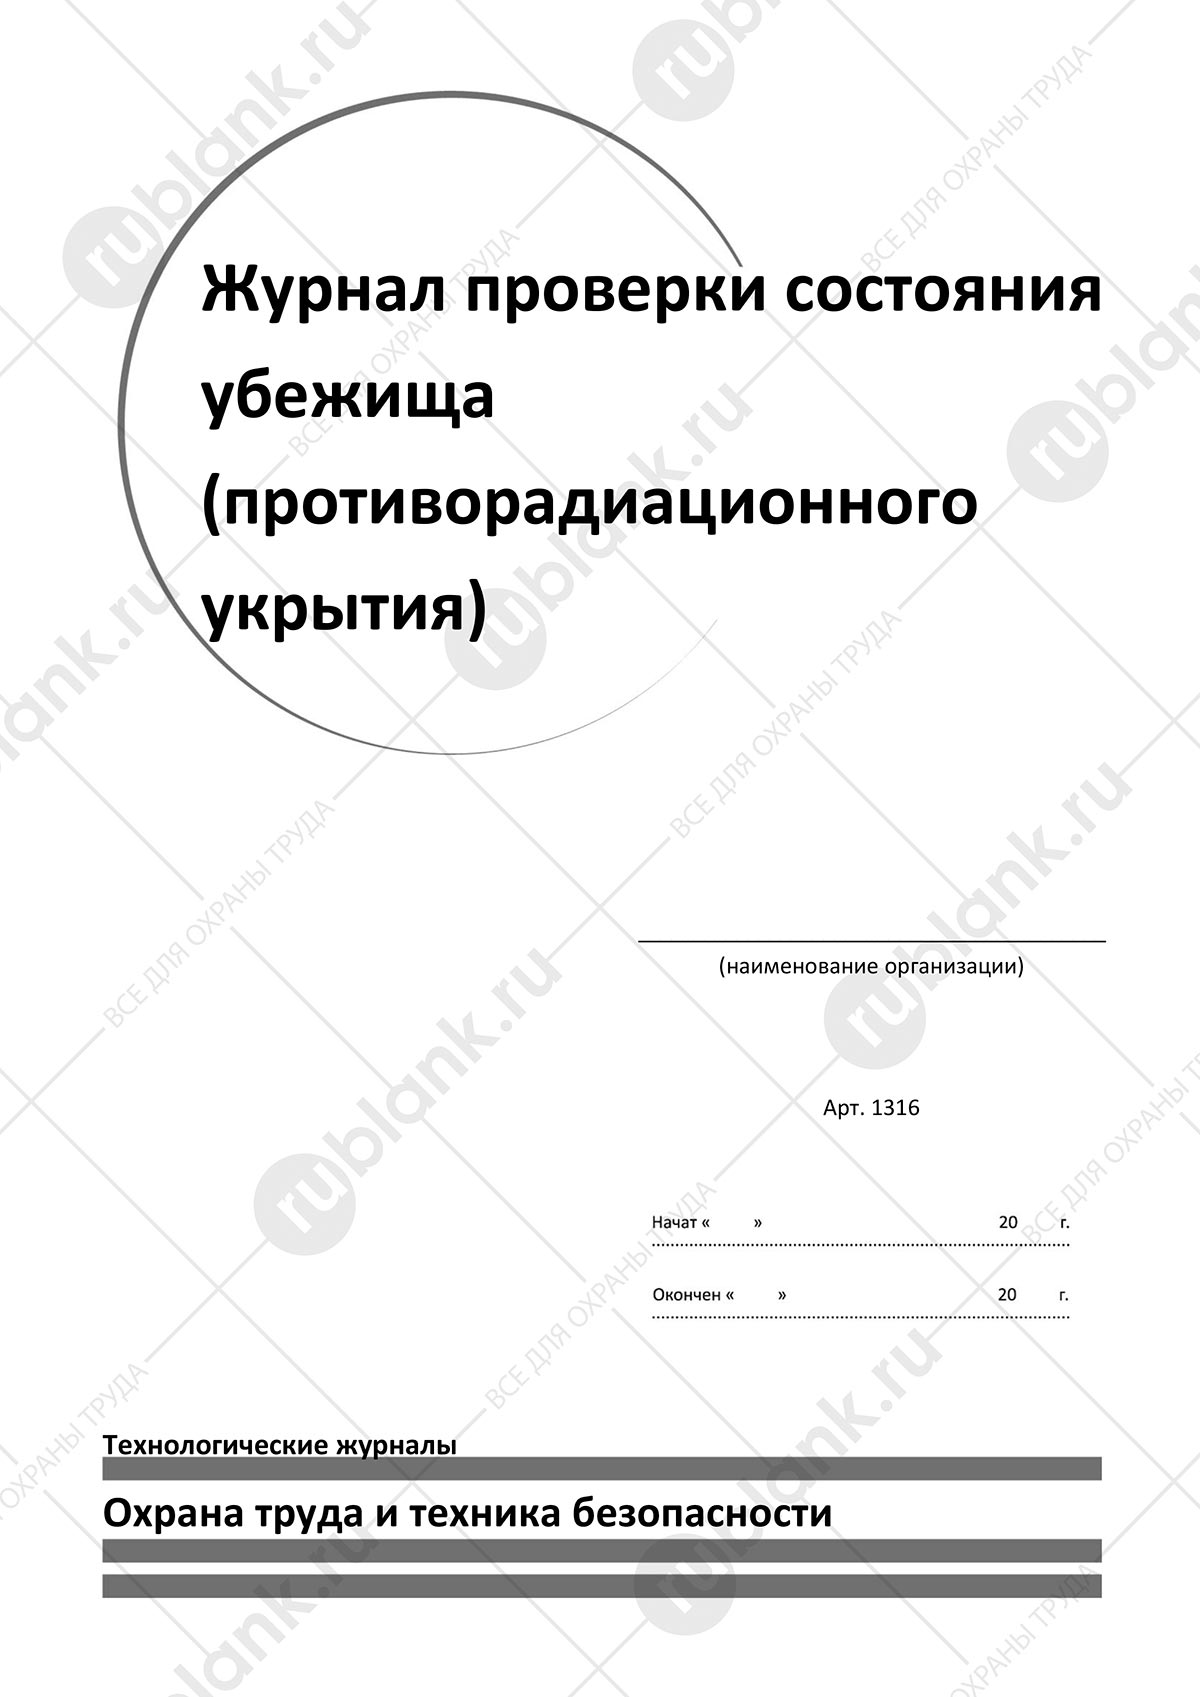 Журнал проверки состояния
убежища
(противорадиационного
укрытия)
(наименование организации)
Арт. 1316
Начат « » 20 г.
Окончен « » 20 г.
Технологические журналы
Охрана труда и техника безопасности
rublank.ru
ВСЕ ДЛЯ ОХРАНЫ ТРУДА